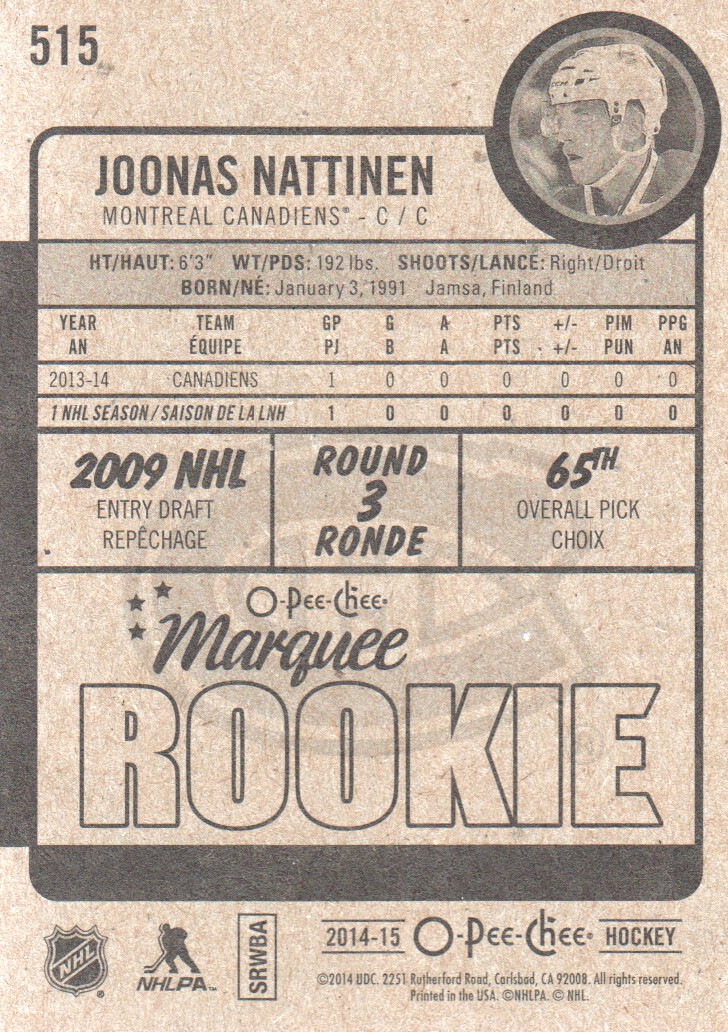 515
JOONAS NATTINEN
MONTREAL CANADIENS® - C / C
HT/HAUT: 6'3" WT/PDS: 192 lbs. SHOOTS/LANCE: Right/Droit
BORN/NÉ: January 3, 1991 Jamsa, Finland
YEAR TEAM GP G A PTS +/- PIM PPG
AN ÉQUIPE PJ B A PTS +/- PUN AN
2013-14 CANADIENS 1 0 0 0 0 0 0
1 NHL SEASON/SAISON DE LA LNH 1 0 0 0 0 0 0
2009 NHL
ENTRY DRAFT
REPÊCHAGE
ROUND
3
RONDE
65TH
OVERALL PICK
CHOIX
O-Pee-Chee®
Marquee
ROOKIE
NHL ®
NHLPA™
SRWBA
2014-15 O-Pee-Chee® HOCKEY
©2014 UDC. 2251 Rutherford Road, Carlsbad, CA 92008. All rights reserved.
Printed in the USA. ©NHLPA. © NHL.